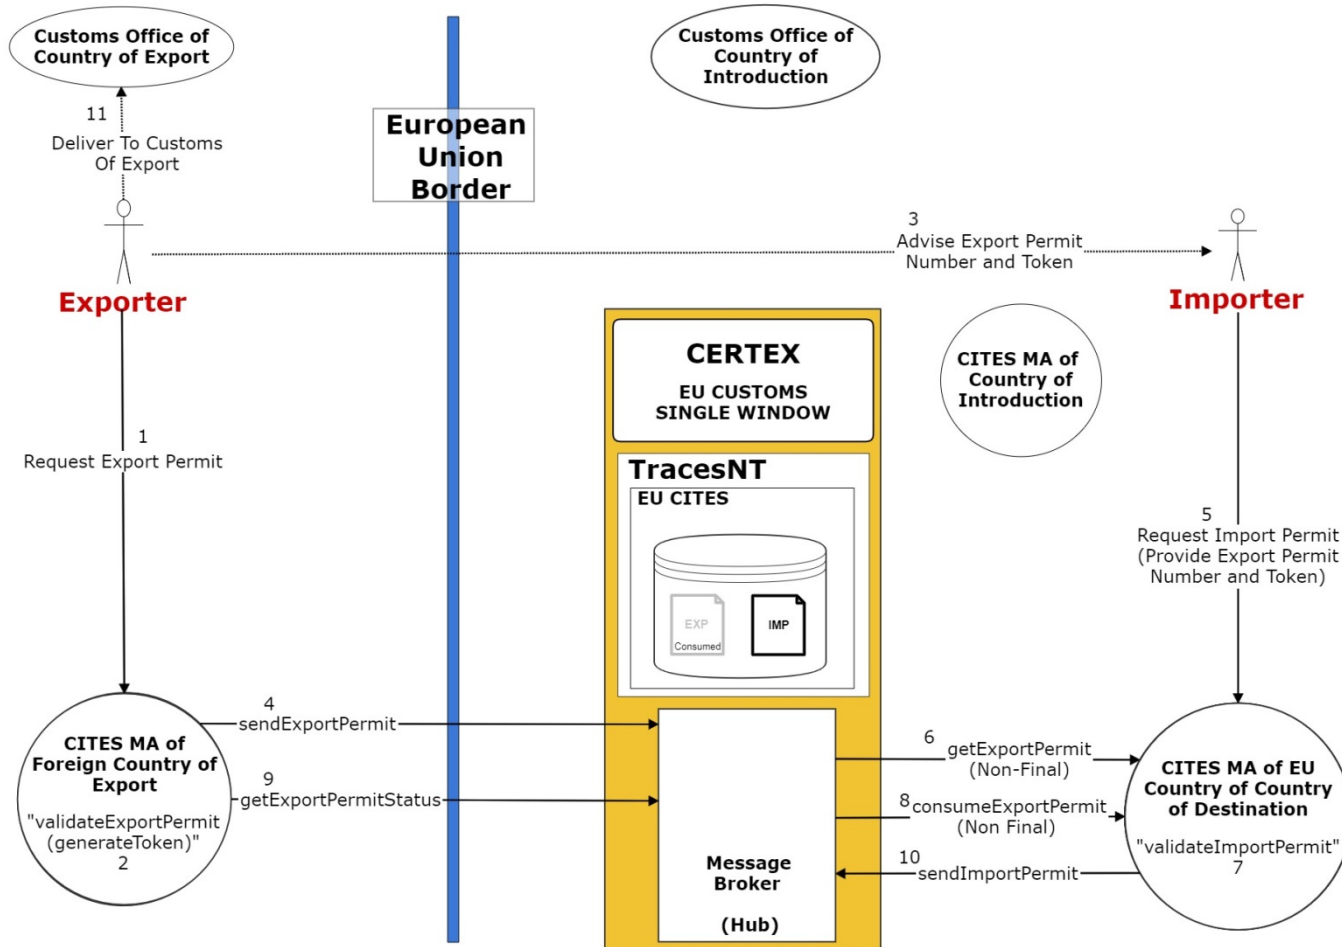 Customs Office of
Country of Export
Customs Office of
Country of
Introduction
11
Deliver To Customs
Of Export
European
Union
Border
3
Advise Export Permit
Number and Token
Exporter
Importer
CERTEX
EU CUSTOMS
SINGLE WINDOW
CITES MA of
Country of
Introduction
1
Request Export Permit
TracesNT
EU CITES
EXP
Consumed
IMP
5
Request Import Permit
(Provide Export Permit
Number and Token)
4
sendExportPermit
9
getExportPermitStatus
CITES MA of
Foreign Country of
Export
"validateExportPermit
(generateToken)"
2
Message
Broker
(Hub)
6
getExportPermit
(Non-Final)
8
consumeExportPermit
(Non Final)
10
sendImportPermit
CITES MA of EU
Country of Country
of Destination
"validateImportPermit"
7